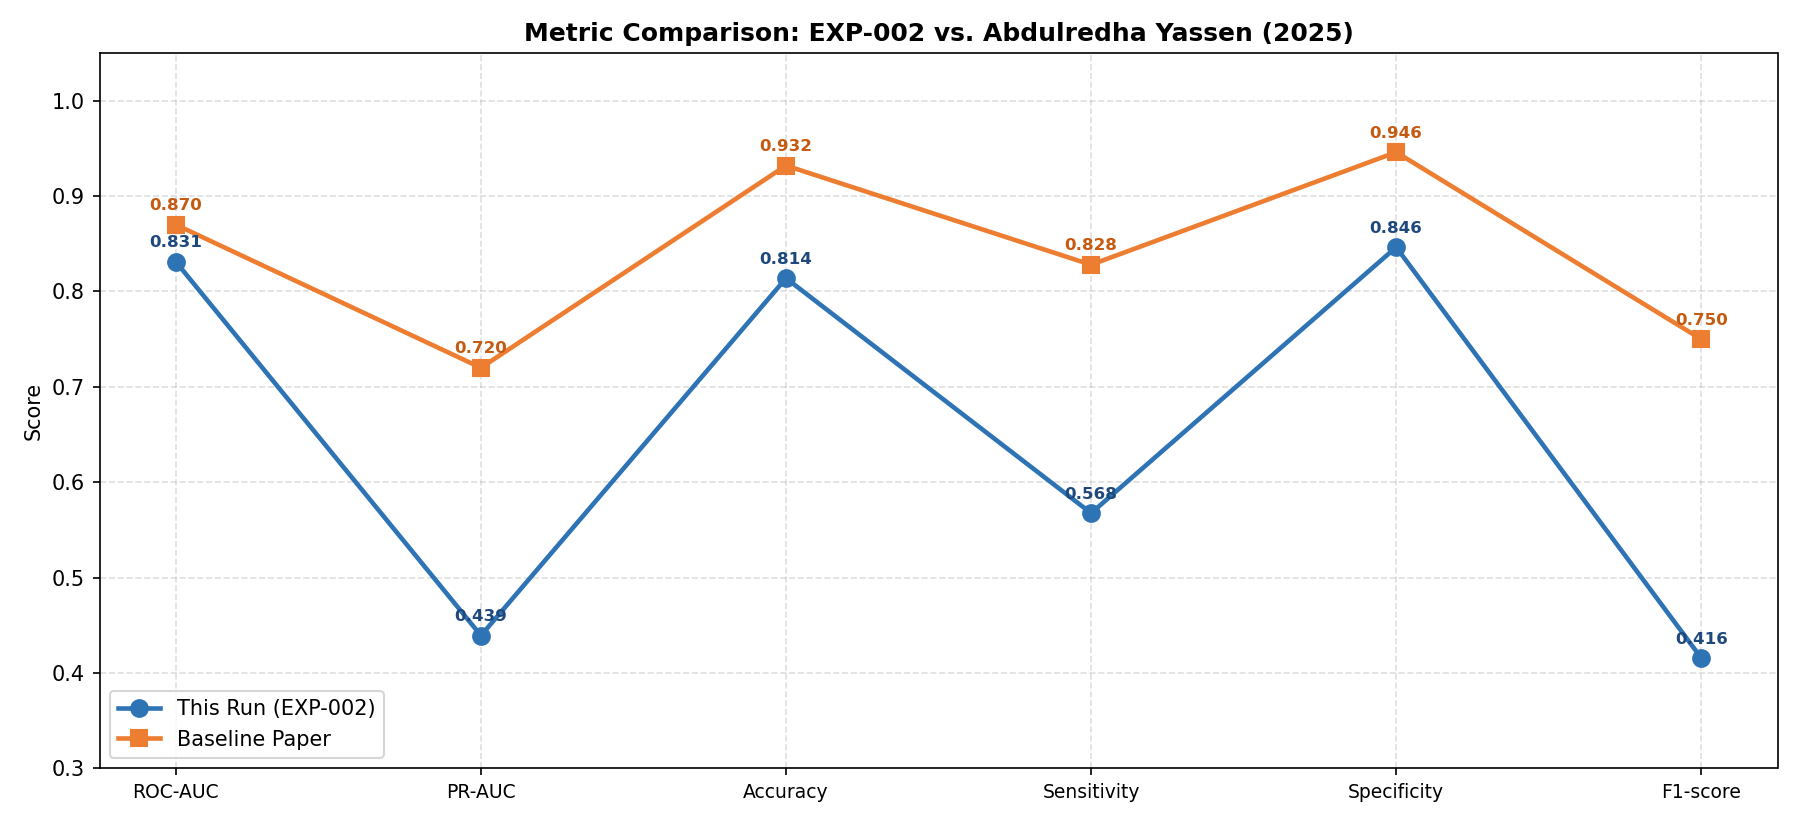 Metric Comparison: EXP-002 vs. Abdulredha Yassen (2025)
Score
1.0
0.9
0.8
0.7
0.6
0.5
0.4
0.3
0.870
0.831
0.720
0.439
0.932
0.814
0.828
0.568
0.946
0.846
0.750
0.416
This Run (EXP-002)
Baseline Paper
ROC-AUC
PR-AUC
Accuracy
Sensitivity
Specificity
F1-score